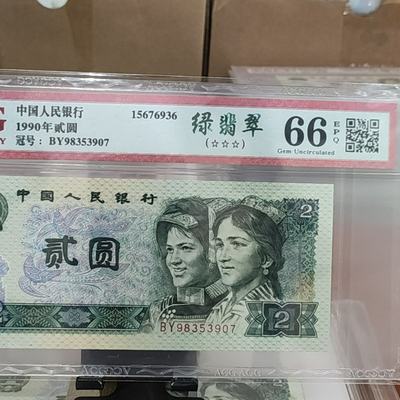 中国人民银行 15676936
1990年贰圆
冠号: BY98353907
绿翡翠
(☆☆☆)
66 EPQ
Gem Uncirculated
中国人民银行
贰圆
2
BY98353907
2